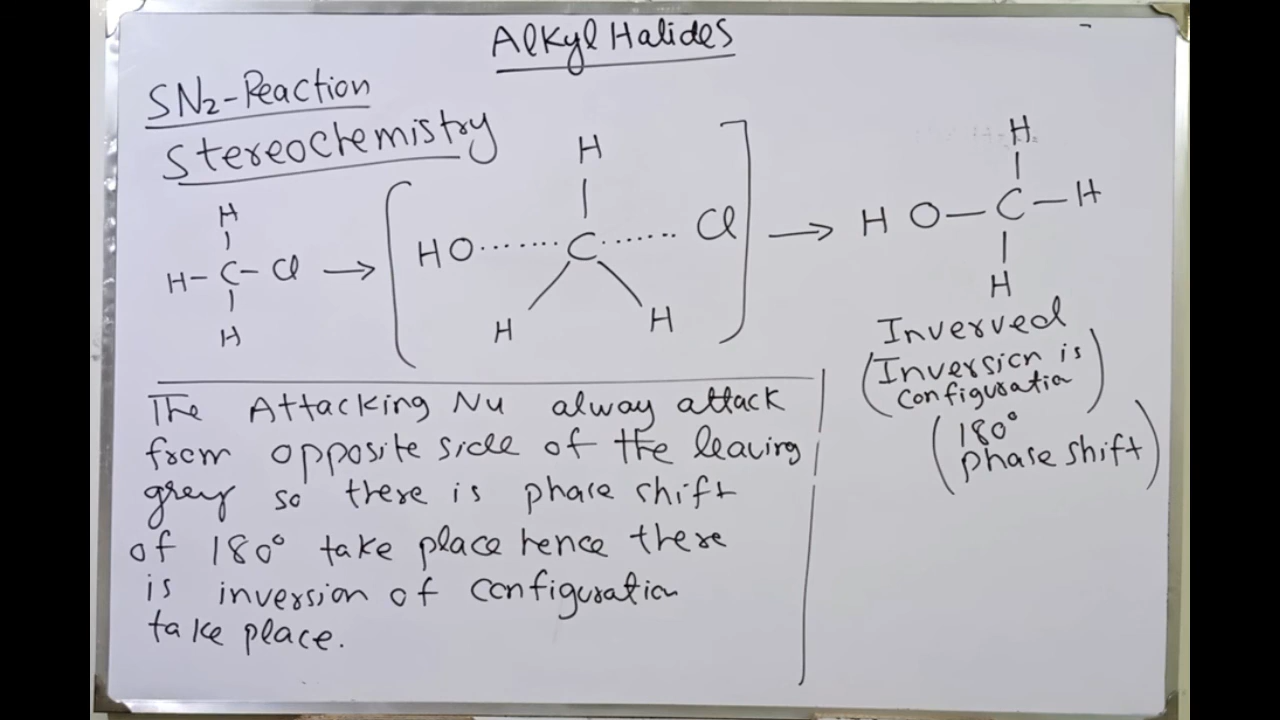 Alkyl Halides
SN2-Reaction
Stereochemistry
H
H-C-Cl →
H
H
HO......C......Cl
H H
→
H
H O-C-H
H
Inverved
(Inversion is
configuratia)
(180°
phase shift)
The Attacking Nu alway attack
from opposite side of the leaving
grey so there is phase shift
of 180° take place hence there
is inversion of configuration
take place.